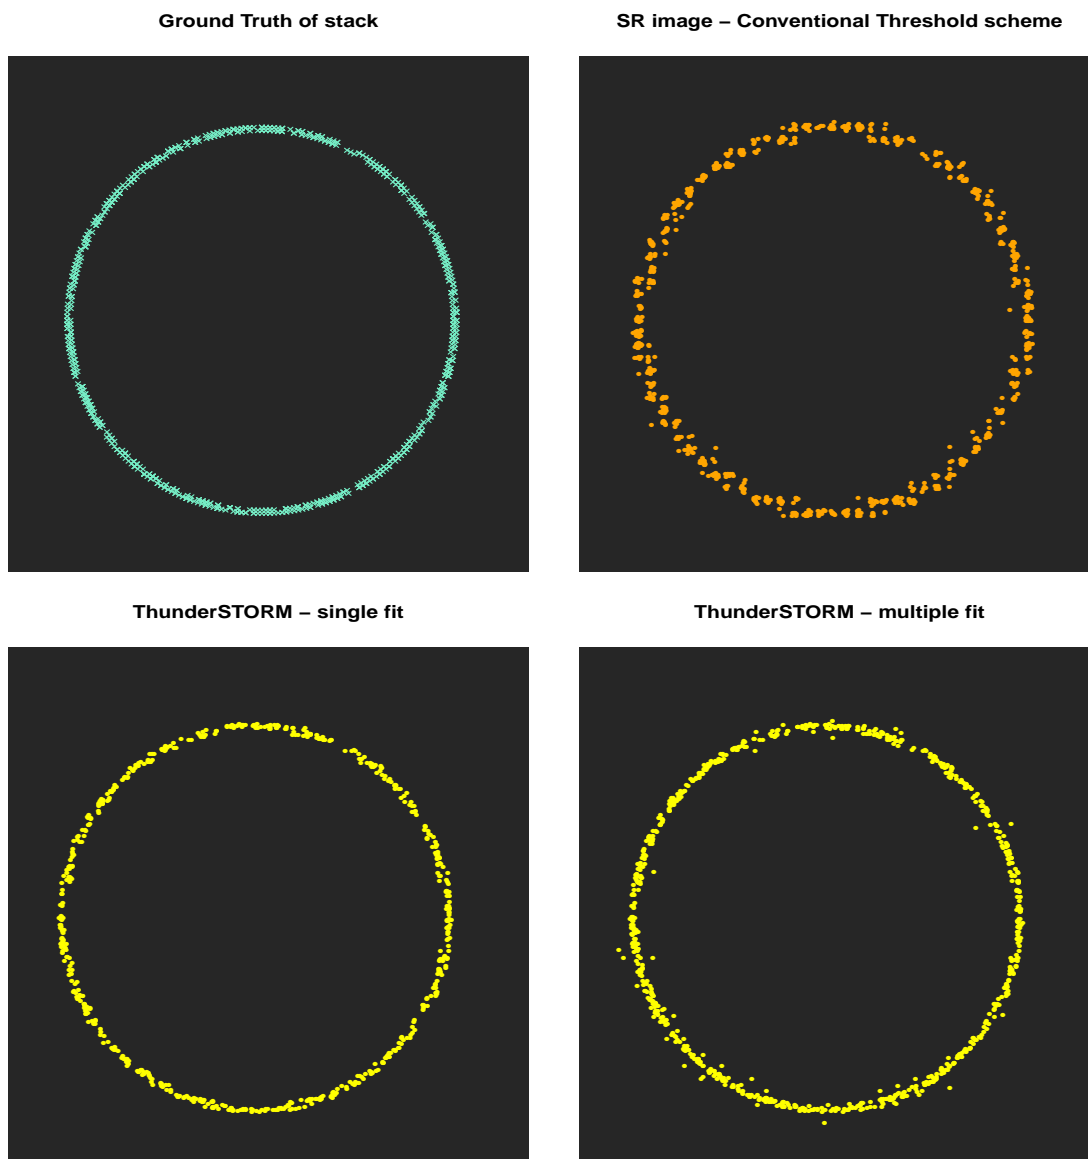 Ground Truth of stack
SR image – Conventional Threshold scheme
ThunderSTORM – single fit
ThunderSTORM – multiple fit